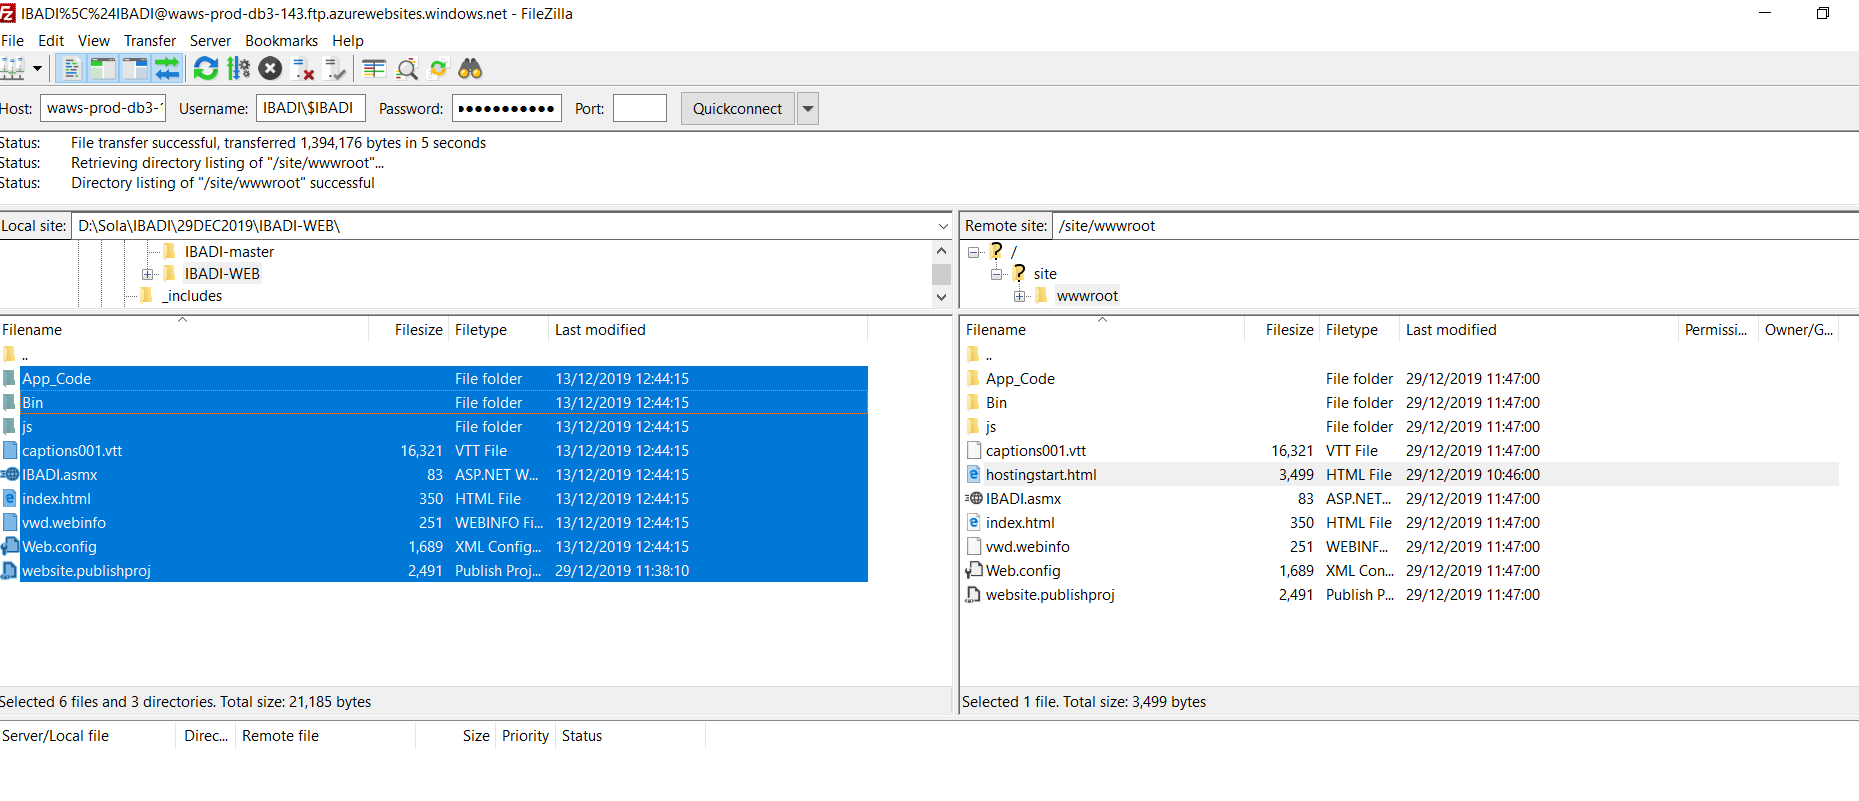 IBADI%5C%24IBADI@waws-prod-db3-143.ftp.azurewebsites.windows.net - FileZilla
File Edit View Transfer Server Bookmarks Help
Host: waws-prod-db3-1 Username: IBADI\$IBADI Password: ●●●●●●●●●●● Port: Quickconnect
Status: File transfer successful, transferred 1,394,176 bytes in 5 seconds
Status: Retrieving directory listing of "/site/wwwroot"...
Status: Directory listing of "/site/wwwroot" successful
Local site: D:\Sola\IBADI\29DEC2019\IBADI-WEB\
IBADI-master
IBADI-WEB
_includes
Filename Filesize Filetype Last modified
..
App_Code File folder 13/12/2019 12:44:15
Bin File folder 13/12/2019 12:44:15
js File folder 13/12/2019 12:44:15
captions001.vtt 16,321 VTT File 13/12/2019 12:44:15
IBADI.asmx 83 ASP.NET W... 13/12/2019 12:44:15
index.html 350 HTML File 13/12/2019 12:44:15
vwd.webinfo 251 WEBINFO Fi... 13/12/2019 12:44:15
Web.config 1,689 XML Config... 13/12/2019 12:44:15
website.publishproj 2,491 Publish Proj... 29/12/2019 11:38:10
Selected 6 files and 3 directories. Total size: 21,185 bytes
Remote site: /site/wwwroot
/
site
wwwroot
Filename Filesize Filetype Last modified Permissi... Owner/G...
..
App_Code File folder 29/12/2019 11:47:00
Bin File folder 29/12/2019 11:47:00
js File folder 29/12/2019 11:47:00
captions001.vtt 16,321 VTT File 29/12/2019 11:47:00
hostingstart.html 3,499 HTML File 29/12/2019 10:46:00
IBADI.asmx 83 ASP.NET... 29/12/2019 11:47:00
index.html 350 HTML File 29/12/2019 11:47:00
vwd.webinfo 251 WEBINF... 29/12/2019 11:47:00
Web.config 1,689 XML Con... 29/12/2019 11:47:00
website.publishproj 2,491 Publish P... 29/12/2019 11:47:00
Selected 1 file. Total size: 3,499 bytes
Server/Local file Direc... Remote file Size Priority Status